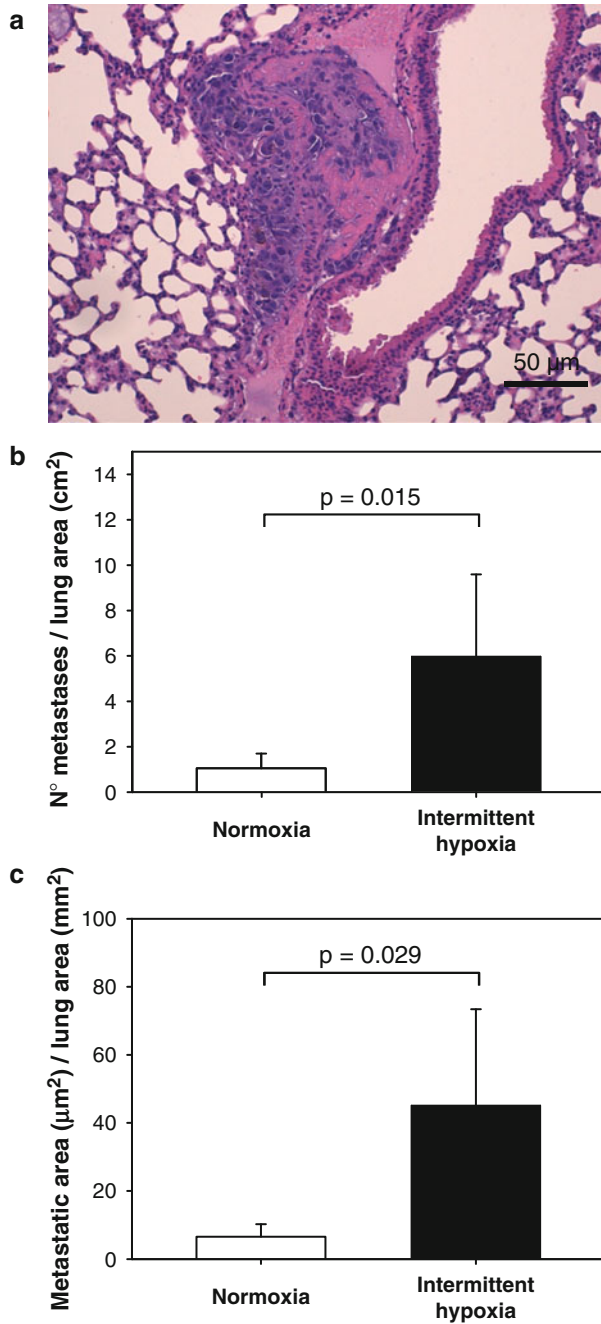 a
50 μm
b
N° metastases / lung area (cm²)
14
12
10
8
6
4
2
0
p = 0.015
Normoxia
Intermittent
hypoxia
c
Metastatic area (μm²) / lung area (mm²)
100
80
60
40
20
0
p = 0.029
Normoxia
Intermittent
hypoxia